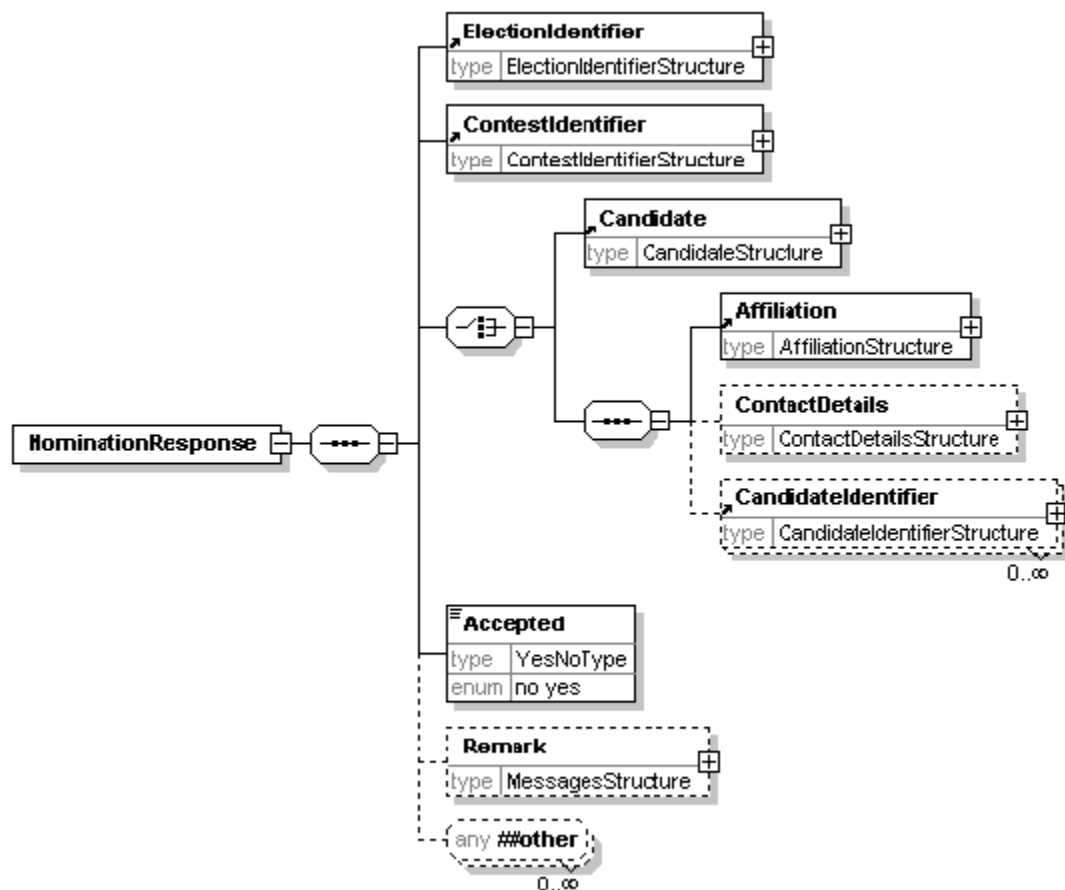 ElectionIdentifier
type ElectionIdentifierStructure
ContestIdentifier
type ContestIdentifierStructure
Candidate
type CandidateStructure
Affiliation
type AffiliationStructure
ContactDetails
type ContactDetailsStructure
NominationResponse
CandidateIdentifier
type CandidateIdentifierStructure
0..∞
Accepted
type YesNoType
enum no yes
Remark
type MessagesStructure
any ##other
0..∞